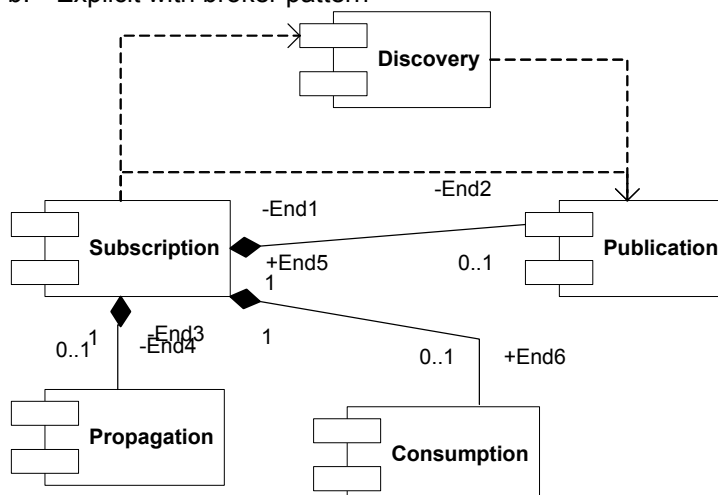 b. Explicit with broker pattern
Discovery
-End2
-End1
Subscription
Publication
+End5
0..1
1
1
-End3
0..1
-End4
1
0..1
+End6
Propagation
Consumption